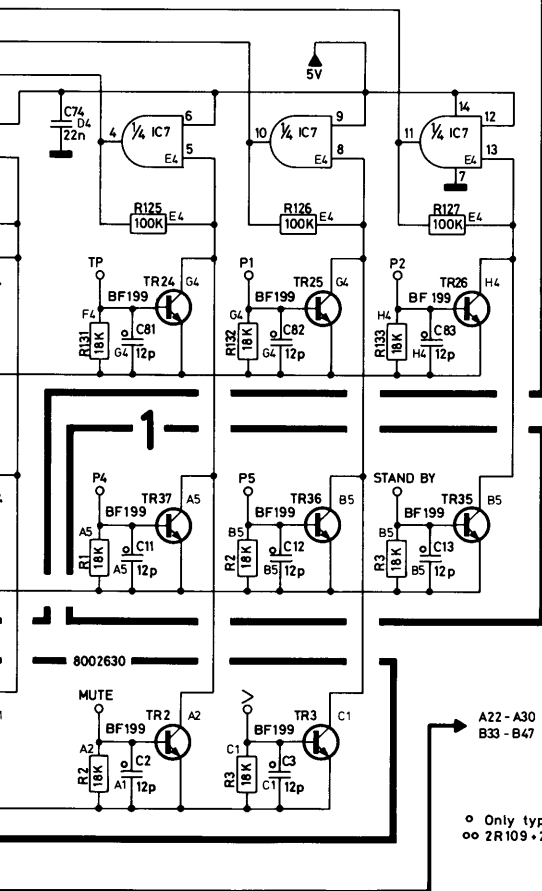 5V
C74
D4
22n
4 ¼ IC7 6
5
E4
10 ¼ IC7 9
8
E4
14
11 ¼ IC7 12
13
E4
7
R125
100K E4
R126
100K E4
R127
100K E4
TP
TR24 G4
BF199
F4
R131 18K
C81
G4 12p
P1
TR25 G4
BF199
G4
R132 18K
C82
G4 12p
P2
TR26 H4
BF199
H4
R133 18K
C83
H4 12p
1
P4
TR37 A5
BF199
A5
R1 18K
C11
A5 12p
P5
TR36 B5
BF199
B5
R2 18K
C12
B5 12p
STAND BY
TR35 B5
BF199
B5
R3 18K
C13
B5 12p
8002630
MUTE
TR2 A2
BF199
A2
R2 18K
C2
A1 12p
TR3 C1
BF199
C1
R3 18K
C3
C1 12p
A22-A30
B33-B47
o Only typ
oo 2R109+